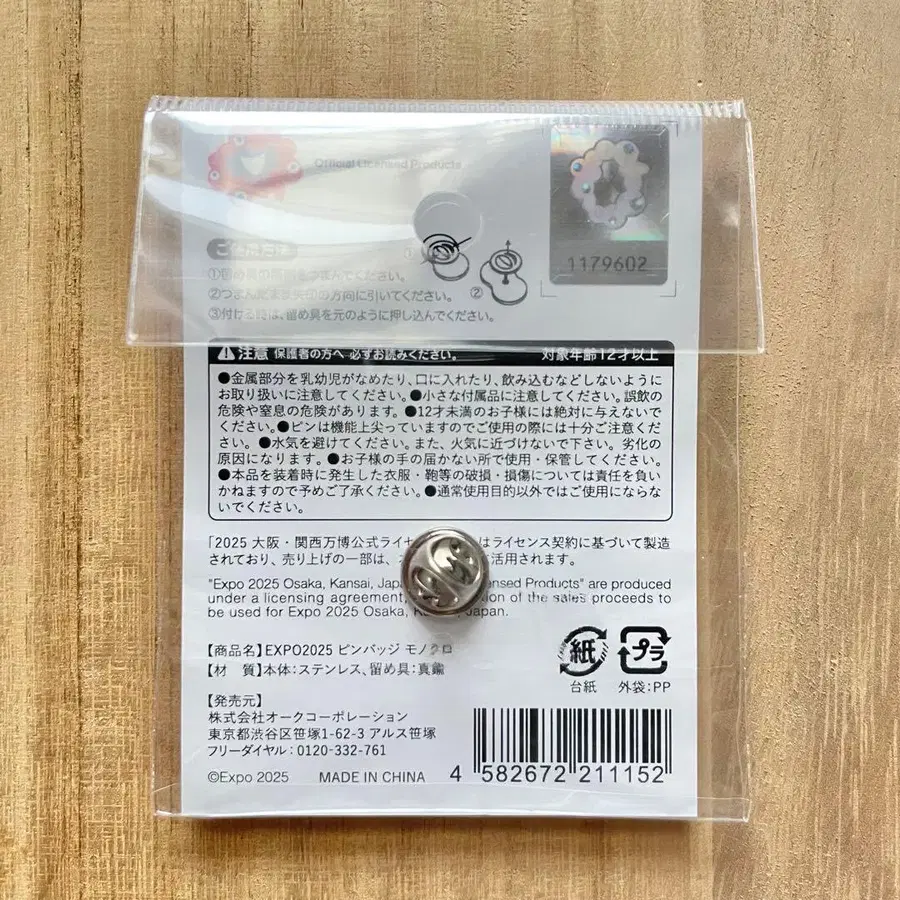 Official Licensed Products
1179602
ご使用方法
①
①留め具の両側をつまんでください。
②つまんだまま矢印の方向に引いてください。
②
③付ける時は、留め具を元のように押し込んでください。
注意 保護者の方へ 必ずお読みください。 対象年齢12才以上
●金属部分を乳幼児がなめたり、口に入れたり、飲み込むなどしないように
お取り扱いに注意してください。●小さな付属品に注意してください。誤飲の
危険や窒息の危険があります。●12才未満のお子様には絶対に与えないで
ください。●ピンは機能上尖っていますのでご使用の際には十分ご注意くださ
い。●水気を避けてください。また、火気に近づけないで下さい。劣化の
原因になります。●お子様の手の届かない所で使用・保管してください。
●本品を装着時に発生した衣服・鞄等の破損・損傷については責任を負い
かねますので予めご了承ください。●通常使用目的以外ではご使用にならな
いでください。
「2025 大阪・関西万博公式ライセ はライセンス契約に基づいて製造
されており、売り上げの一部は、 活用されます。
"Expo 2025 Osaka, Kansai, Japa nsed Products" are produced
under a licensing agreement, ion of the sales proceeds to
be used for Expo 2025 Osaka, K Japan.
【商品名】EXPO2025 ピンバッジ モノクロ
【材 質】本体:ステンレス、留め具:真鍮
紙
台紙
プラ
外袋:PP
【発売元】
株式会社オークコーポレーション
東京都渋谷区笹塚1-62-3 アルス笹塚
フリーダイヤル:0120-332-761
©Expo 2025 MADE IN CHINA
4 582672 211152